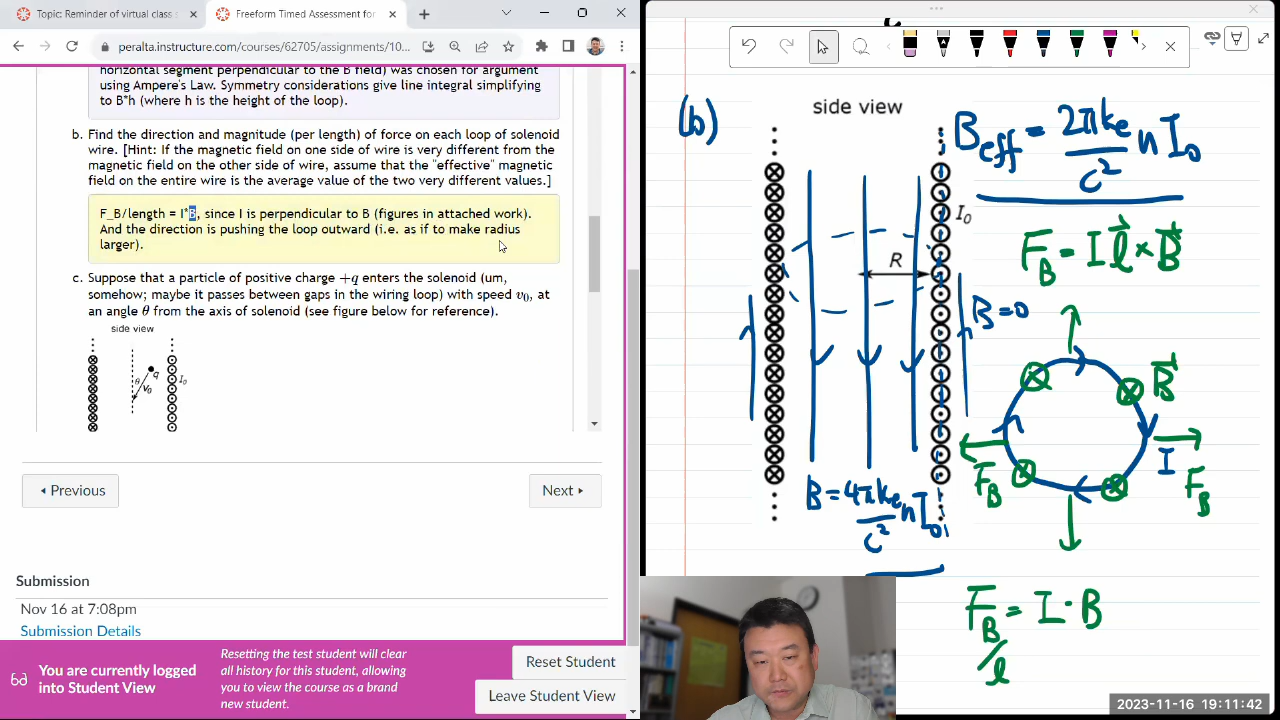 Topic: Reminder of virtual class s
Freeform Timed Assessment for
peralta.instructure.com/courses/62705/assignments/10...
horizontal segment perpendicular to the B field) was chosen for argument
using Ampere's Law. Symmetry considerations give line integral simplifying
to B*h (where h is the height of the loop).
b. Find the direction and magnitude (per length) of force on each loop of solenoid
wire. [Hint: If the magnetic field on one side of wire is very different from the
magnetic field on the other side of wire, assume that the "effective" magnetic
field on the entire wire is the average value of the two very different values.]
F_B/length = I*B, since I is perpendicular to B (figures in attached work).
And the direction is pushing the loop outward (i.e. as if to make radius
larger).
c. Suppose that a particle of positive charge +q enters the solenoid (um,
somehow; maybe it passes between gaps in the wiring loop) with speed v₀, at
an angle θ from the axis of solenoid (see figure below for reference).
side view
θ
q
v₀
I₀
Previous
Next
Submission
Nov 16 at 7:08pm
Submission Details
You are currently logged
into Student View
Resetting the test student will clear
all history for this student, allowing
you to view the course as a brand
new student.
Reset Student
Leave Student View
(b)
side view
I₀
R
B = 4πkₑ/c² n I₀
B_eff = 2πkₑ/c² n I₀
F_B = I l⃗ × B⃗
B = 0
B⃗
I
F_B
F_B
F_B/l = I · B
2023-11-16 19:11:42